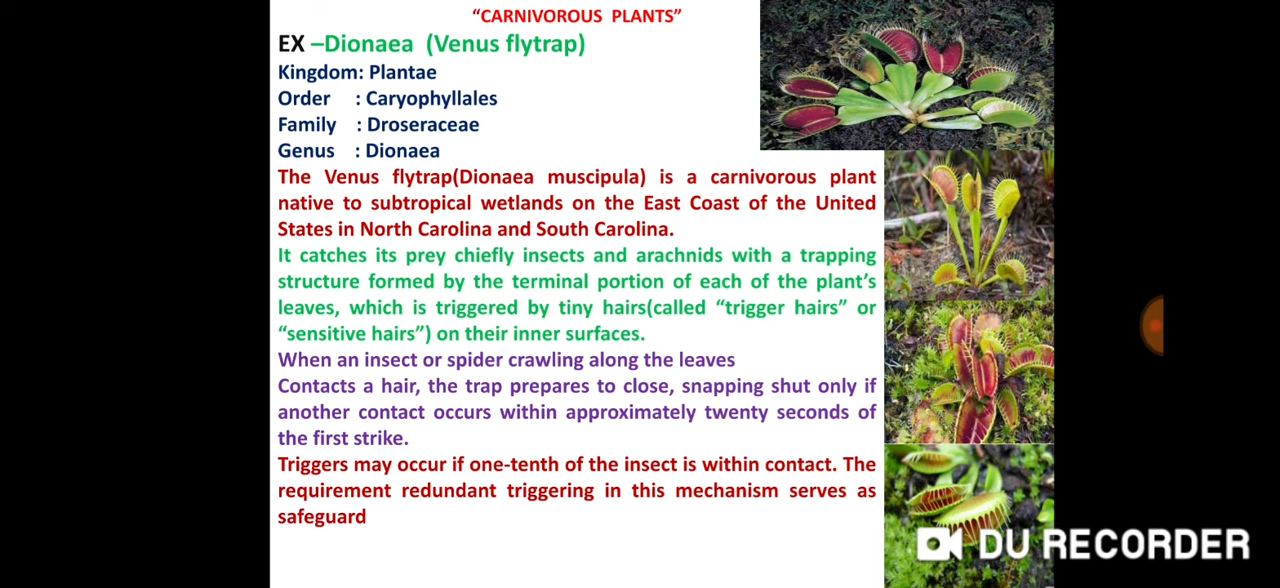 “CARNIVOROUS PLANTS”
EX –Dionaea (Venus flytrap)
Kingdom: Plantae
Order : Caryophyllales
Family : Droseraceae
Genus : Dionaea
The Venus flytrap(Dionaea muscipula) is a carnivorous plant
native to subtropical wetlands on the East Coast of the United
States in North Carolina and South Carolina.
It catches its prey chiefly insects and arachnids with a trapping
structure formed by the terminal portion of each of the plant’s
leaves, which is triggered by tiny hairs(called “trigger hairs” or
“sensitive hairs”) on their inner surfaces.
When an insect or spider crawling along the leaves
Contacts a hair, the trap prepares to close, snapping shut only if
another contact occurs within approximately twenty seconds of
the first strike.
Triggers may occur if one-tenth of the insect is within contact. The
requirement redundant triggering in this mechanism serves as
safeguard
DU RECORDER